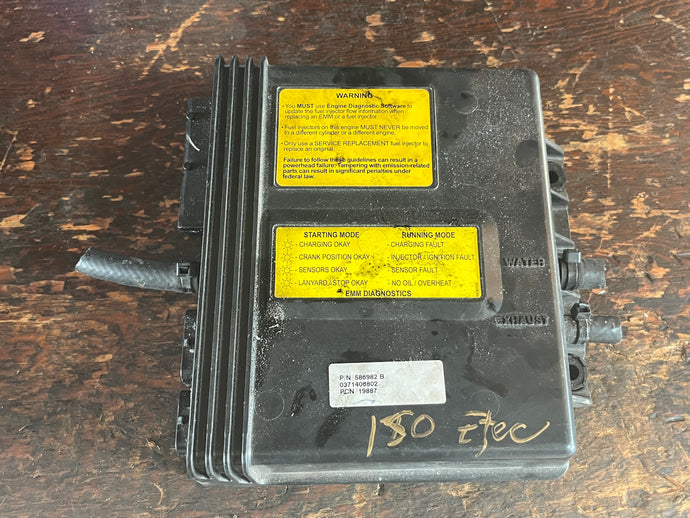 WARNING
• You MUST use Engine Diagnostic Software to
update the fuel injector flow information when
replacing an EMM or a fuel injector.
• Fuel injectors on this engine MUST NEVER be moved
to a different cylinder or a different engine.
• Only use a SERVICE REPLACEMENT fuel injector to
replace an original.
Failure to follow these guidelines can result in a
powerhead failure. Tampering with emission-related
parts can result in significant penalties under
federal law.
STARTING MODE RUNNING MODE
- CHARGING OKAY - CHARGING FAULT
- CRANK POSITION OKAY - INJECTOR / IGNITION FAULT
- SENSORS OKAY - SENSOR FAULT
- LANYARD / STOP OKAY - NO OIL / OVERHEAT
EMM DIAGNOSTICS
WATER
EXHAUST
P/N 586982 B
0371406802
PCN 19887
150 etec